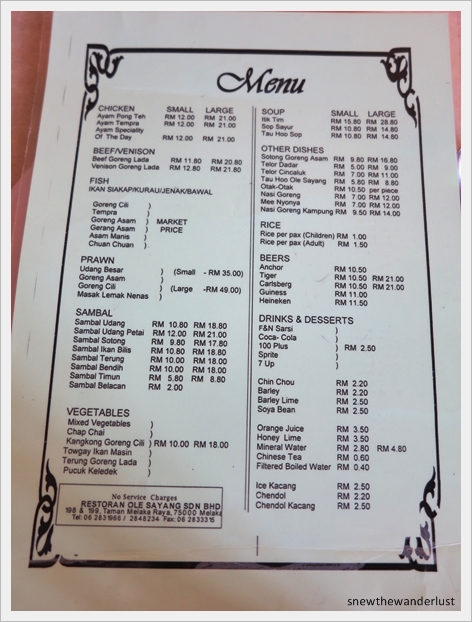 Menu
CHICKEN SMALL LARGE
Ayam Pong Teh RM 12.00 RM 21.00
Ayam Tempra RM 12.00 RM 21.00
Ayam Speciality
Of The Day RM 12.00 RM 21.00
BEEF/VENISON
Beef Goreng Lada RM 11.80 RM 20.80
Venison Goreng Lada RM 12.80 RM 21.80
FISH
IKAN SIAKAP/KURAU/JENAK/BAWAL
Goreng Cili )
Tempra )
Goreng Asam ) MARKET
Gerang Asam ) PRICE
Asam Manis )
Chuan Chuan )
PRAWN
Udang Besar ) (Small - RM 35.00)
Goreng Asam )
Goreng Cili ) (Large -RM 49.00)
Masak Lemak Nenas )
SAMBAL
Sambal Udang RM 10.80 RM 18.80
Sambal Udang Petai RM 12.00 RM 21.00
Sambal Sotong RM 9.80 RM 17.80
Sambal Ikan Bilis RM 10.80 RM 18.80
Sambal Terung RM 10.00 RM 18.00
Sambal Bendih RM 10.00 RM 18.00
Sambal Timun RM 5.80 RM 8.80
Sambal Belacan RM 2.00
VEGETABLES
Mixed Vegetables )
Chap Chai )
Kangkong Goreng Cili ) RM 10.00 RM 18.00
Towgay Ikan Masin )
Terung Goreng Lada )
Pucuk Keledek )
No Service Charges
RESTORAN OLE SAYANG SDN BHD
198 & 199, Taman Melaka Raya, 75000 Melaka
Tel: 06 2831966 / 2848234 Fax: 06 2833315
SOUP SMALL LARGE
Itik Tim RM 15.80 RM 28.80
Sop Sayur RM 10.80 RM 14.80
Tau Hoo Sop RM 10.80 RM 14.80
OTHER DISHES
Sotong Goreng Asam RM 9.80 RM 16.80
Telor Dadar RM 5.00 RM 9.00
Telor Cincaluk RM 7.00 RM 11.00
Tau Hoo Ole Sayang RM 5.80 RM 8.80
Otak-Otak RM 10.50 per piece
Nasi Goreng RM 7.00 RM 12.00
Mee Nyonya RM 7.00 RM 12.00
Nasi Goreng Kampung RM 9.50 RM 14.00
RICE
Rice per pax (Children) RM 1.00
Rice per pax (Adult) RM 1.50
BEERS
Anchor RM 10.50
Tiger RM 10.50 RM 21.00
Carlsberg RM 10.50 RM 21.00
Guiness RM 11.00
Heineken RM 11.50
DRINKS & DESSERTS
F&N Sarsi )
Coca- Cola )
100 Plus ) RM 2.50
Sprite )
7 Up )
Chin Chou RM 2.20
Barley RM 2.20
Barley Lime RM 2.50
Soya Bean RM 2.50
Orange Juice RM 3.50
Honey Lime RM 3.50
Mineral Water RM 2.80 RM 4.80
Chinese Tea RM 0.60
Filtered Boiled Water RM 0.40
Ice Kacang RM 2.50
Chendol RM 2.20
Chendol Kacang RM 2.50
snewthewanderlust